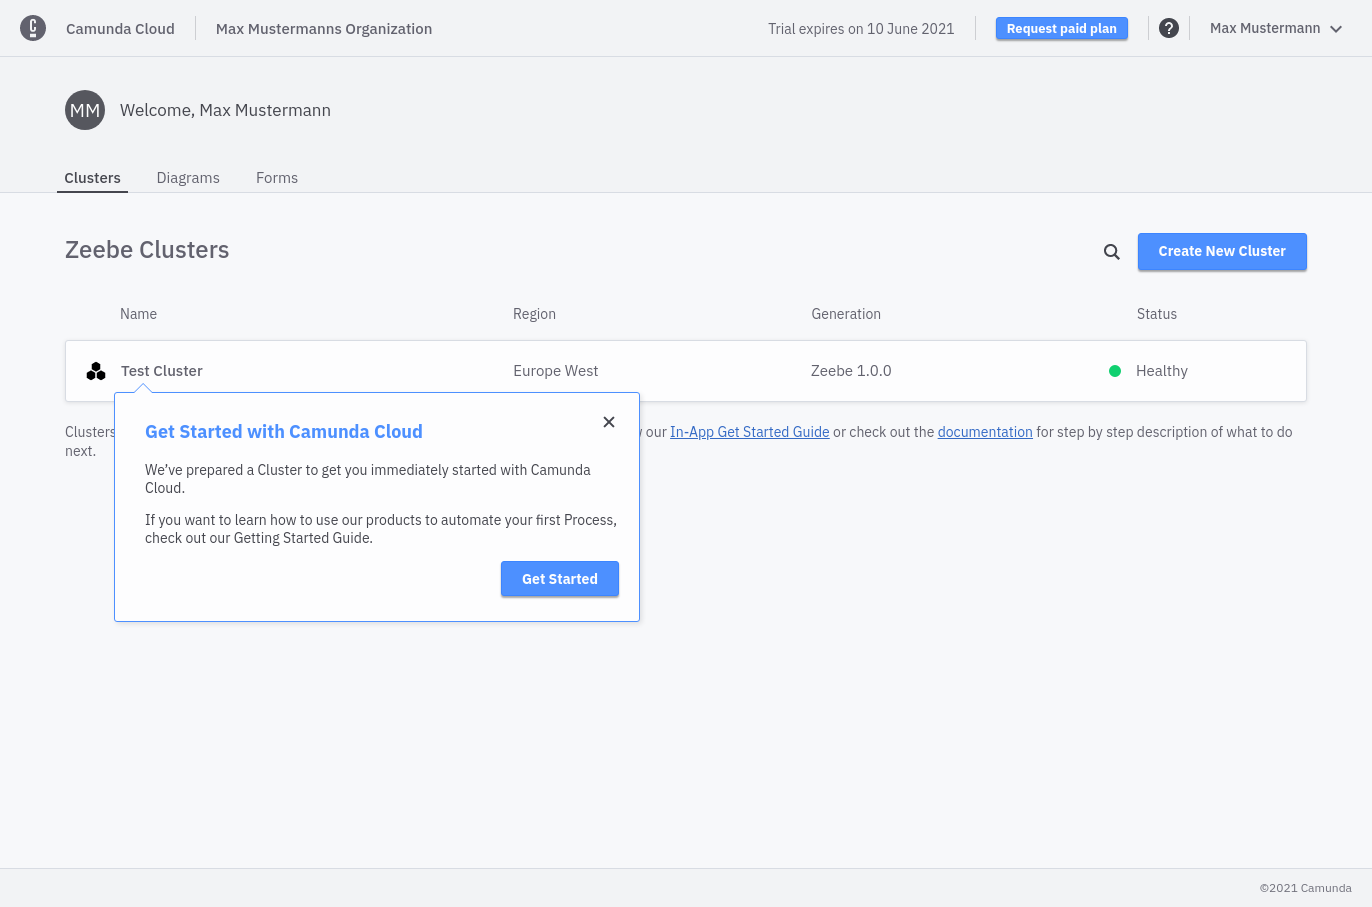 Camunda Cloud
Max Mustermanns Organization
Trial expires on 10 June 2021
Request paid plan
?
Max Mustermann
MM
Welcome, Max Mustermann
Clusters
Diagrams
Forms
Zeebe Clusters
Create New Cluster
Name
Region
Generation
Status
Test Cluster
Europe West
Zeebe 1.0.0
Healthy
Clusters
our In-App Get Started Guide or check out the documentation for step by step description of what to do
next.
Get Started with Camunda Cloud
We’ve prepared a Cluster to get you immediately started with Camunda
Cloud.
If you want to learn how to use our products to automate your first Process,
check out our Getting Started Guide.
Get Started
©2021 Camunda